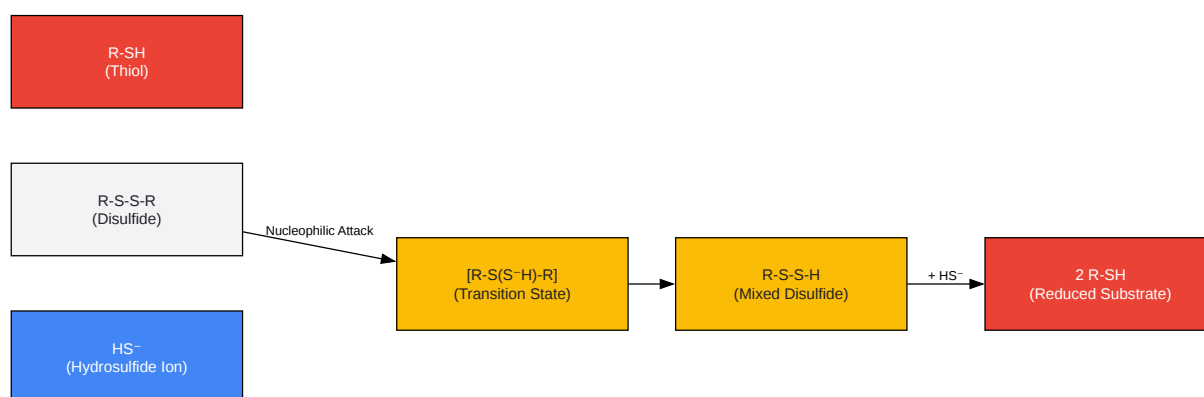 R-SH
(Thiol)
R-S-S-R
(Disulfide)
Nucleophilic Attack
[R-S(S⁻H)-R]
(Transition State)
R-S-S-H
(Mixed Disulfide)
+ HS⁻
2 R-SH
(Reduced Substrate)
HS⁻
(Hydrosulfide Ion)